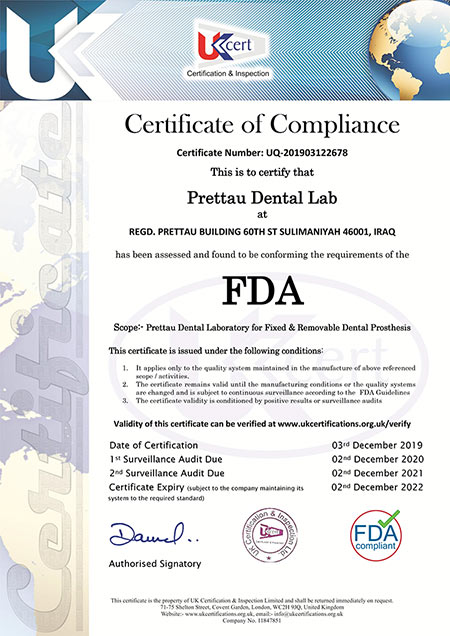 UK
UK cert
Certification & Inspection
Certificate
Certificate of Compliance
Certificate Number: UQ-201903122678
This is to certify that
Prettau Dental Lab
at
REGD. PRETTAU BUILDING 60TH ST SULIMANIYAH 46001, IRAQ
has been assessed and found to be conforming the requirements of the
FDA
Scope:- Prettau Dental Laboratory for Fixed & Removable Dental Prosthesis
This certificate is issued under the following conditions:
1. It applies only to the quality system maintained in the manufacture of above referenced
scope / activities.
2. The certificate remains valid until the manufacturing conditions or the quality systems
are changed and is subject to continuous surveillance according to the FDA Guidelines
3. The certificate validity is conditioned by positive results or surveillance audits
Validity of this certificate can be verified at www.ukcertifications.org.uk/verify
Date of Certification 03rd December 2019
1st Surveillance Audit Due 02nd December 2020
2nd Surveillance Audit Due 02nd December 2021
Certificate Expiry (subject to the company maintaining its 02nd December 2022
system to the required standard)
Authorised Signatory
UK Certification & Inspection Ltd
FDA
compliant
This certificate is the property of UK Certification & Inspection Limited and shall be returned immediately on request.
71-75 Shelton Street, Covent Garden, London, WC2H 9JQ, United Kingdom
Website:- www.ukcertifications.org.uk, email:- info@ukcertifications.org.uk
Company No. 11847851